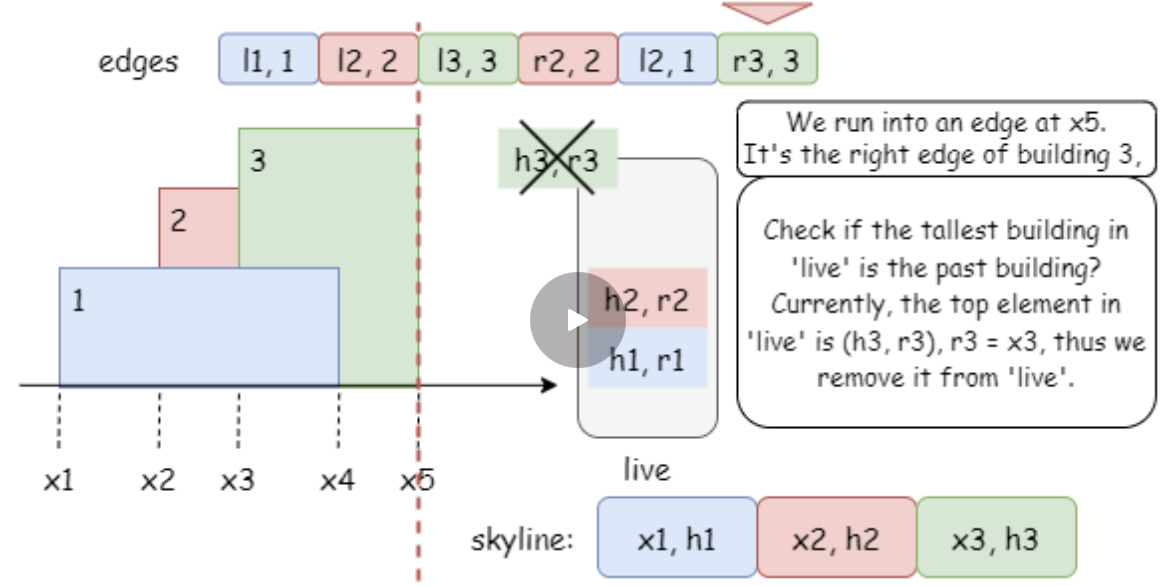 edges l1, 1 l2, 2 l3, 3 r2, 2 l2, 1 r3, 3
We run into an edge at x5.
It's the right edge of building 3,
3
h3, r3
2
Check if the tallest building in
'live' is the past building?
Currently, the top element in
'live' is (h3, r3), r3 = x3, thus we
remove it from 'live'.
1
h2, r2
h1, r1
x1 x2 x3 x4 x5
live
skyline: x1, h1 x2, h2 x3, h3